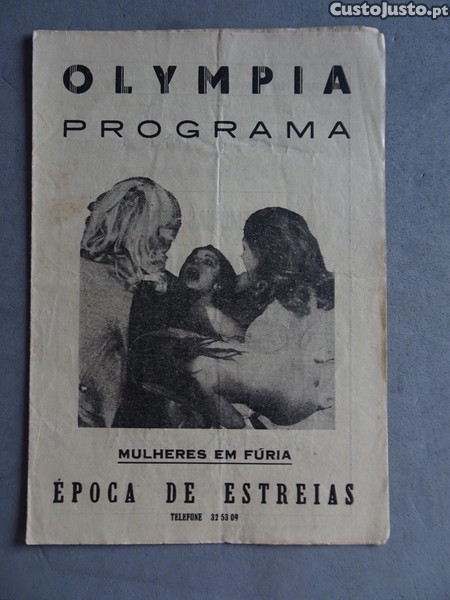 CustoJusto.pt
OLYMPIA
PROGRAMA
MULHERES EM FÚRIA
ÉPOCA DE ESTREIAS
TELEFONE 32 53 09